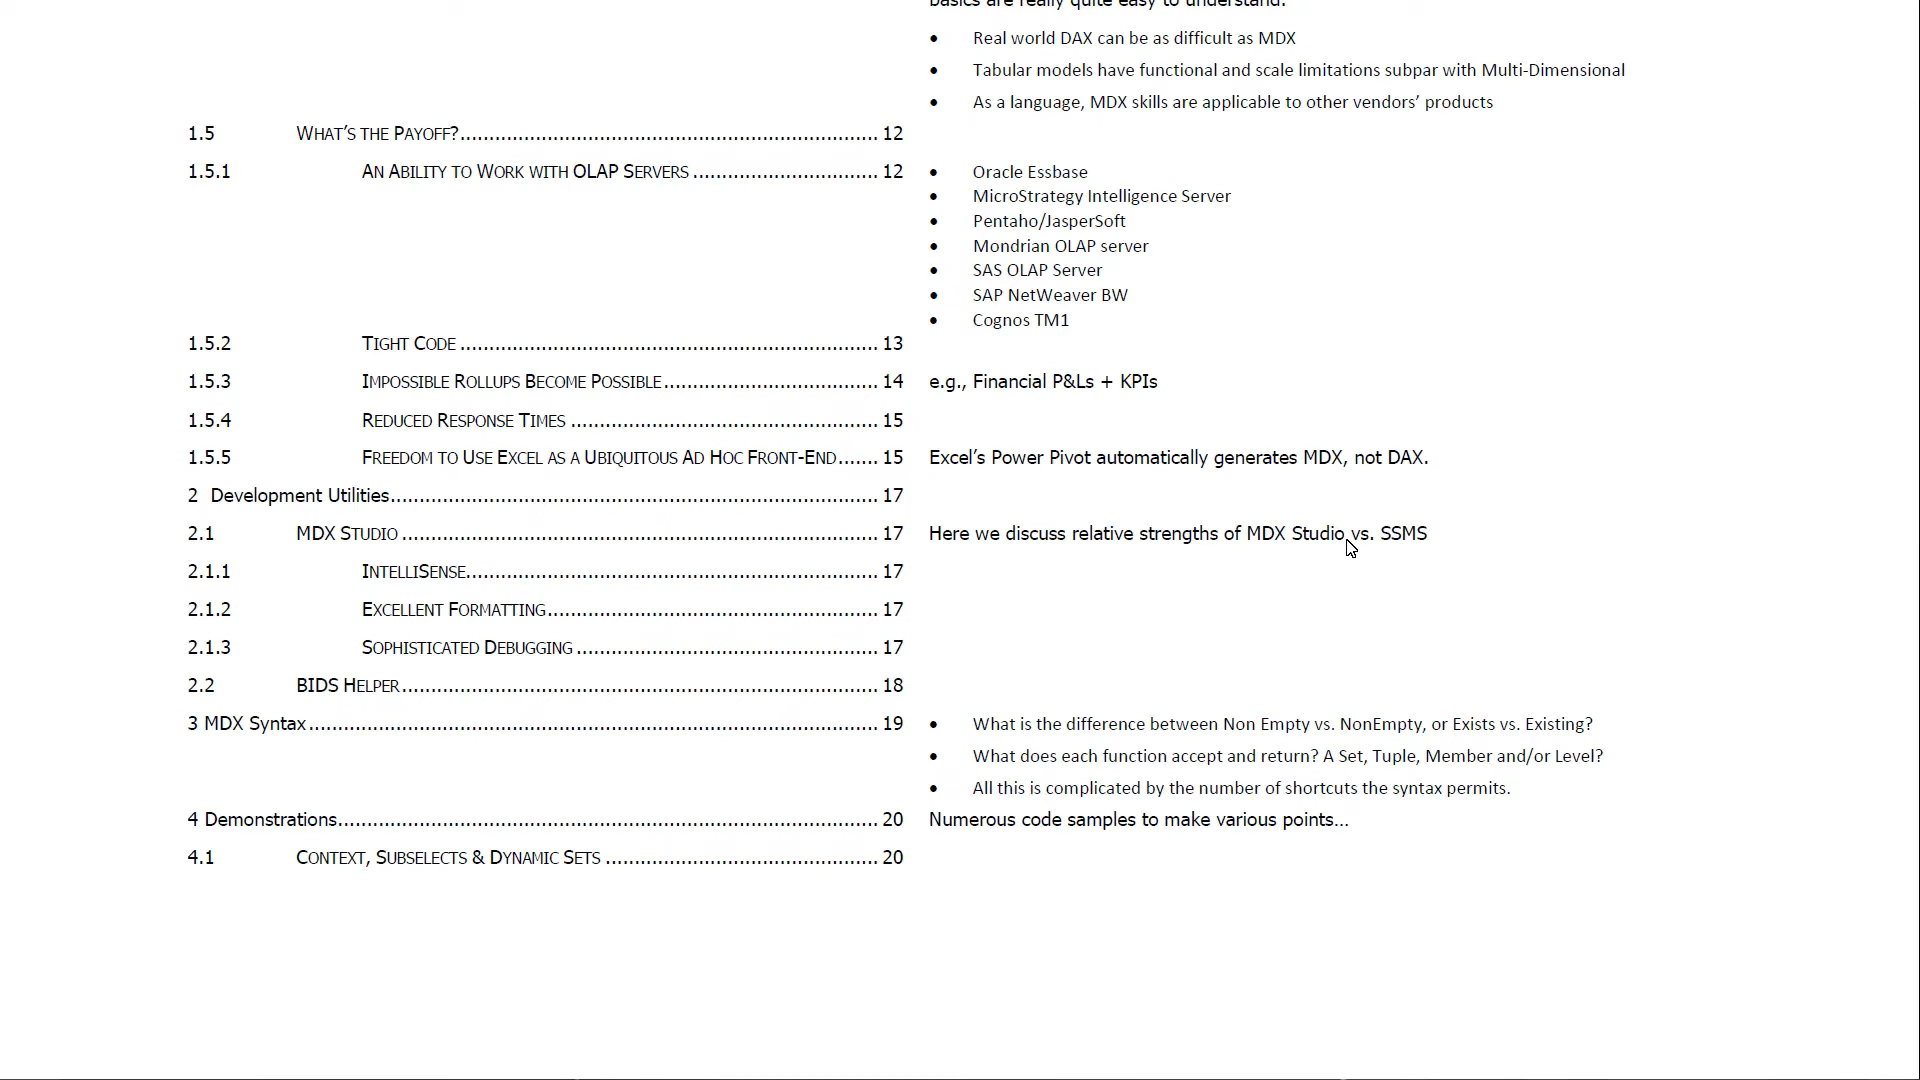 basics are really quite easy to understand.
• Real world DAX can be as difficult as MDX
• Tabular models have functional and scale limitations subpar with Multi-Dimensional
• As a language, MDX skills are applicable to other vendors’ products
1.5 WHAT’S THE PAYOFF? 12
1.5.1 AN ABILITY TO WORK WITH OLAP SERVERS 12 • Oracle Essbase
• MicroStrategy Intelligence Server
• Pentaho/JasperSoft
• Mondrian OLAP server
• SAS OLAP Server
• SAP NetWeaver BW
• Cognos TM1
1.5.2 TIGHT CODE 13
1.5.3 IMPOSSIBLE ROLLUPS BECOME POSSIBLE 14 e.g., Financial P&Ls + KPIs
1.5.4 REDUCED RESPONSE TIMES 15
1.5.5 FREEDOM TO USE EXCEL AS A UBIQUITOUS AD HOC FRONT-END 15 Excel’s Power Pivot automatically generates MDX, not DAX.
2 Development Utilities 17
2.1 MDX STUDIO 17 Here we discuss relative strengths of MDX Studio vs. SSMS
2.1.1 INTELLISENSE 17
2.1.2 EXCELLENT FORMATTING 17
2.1.3 SOPHISTICATED DEBUGGING 17
2.2 BIDS HELPER 18
3 MDX Syntax 19 • What is the difference between Non Empty vs. NonEmpty, or Exists vs. Existing?
• What does each function accept and return? A Set, Tuple, Member and/or Level?
• All this is complicated by the number of shortcuts the syntax permits.
4 Demonstrations 20 Numerous code samples to make various points…
4.1 CONTEXT, SUBSELECTS & DYNAMIC SETS 20